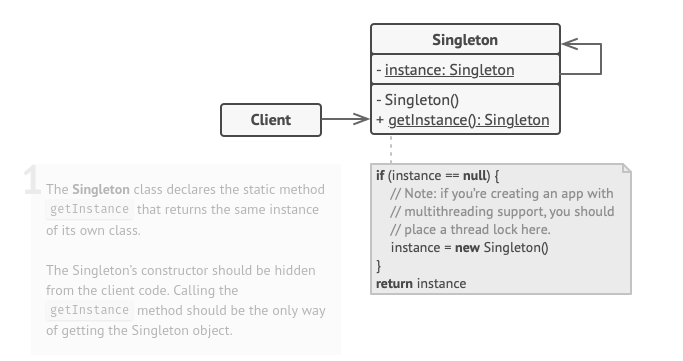 Singleton
- instance: Singleton
- Singleton()
+ getInstance(): Singleton
Client
1
The Singleton class declares the static method
getInstance that returns the same instance
of its own class.
The Singleton's constructor should be hidden
from the client code. Calling the
getInstance method should be the only way
of getting the Singleton object.
if (instance == null) {
// Note: if you're creating an app with
// multithreading support, you should
// place a thread lock here.
instance = new Singleton()
}
return instance